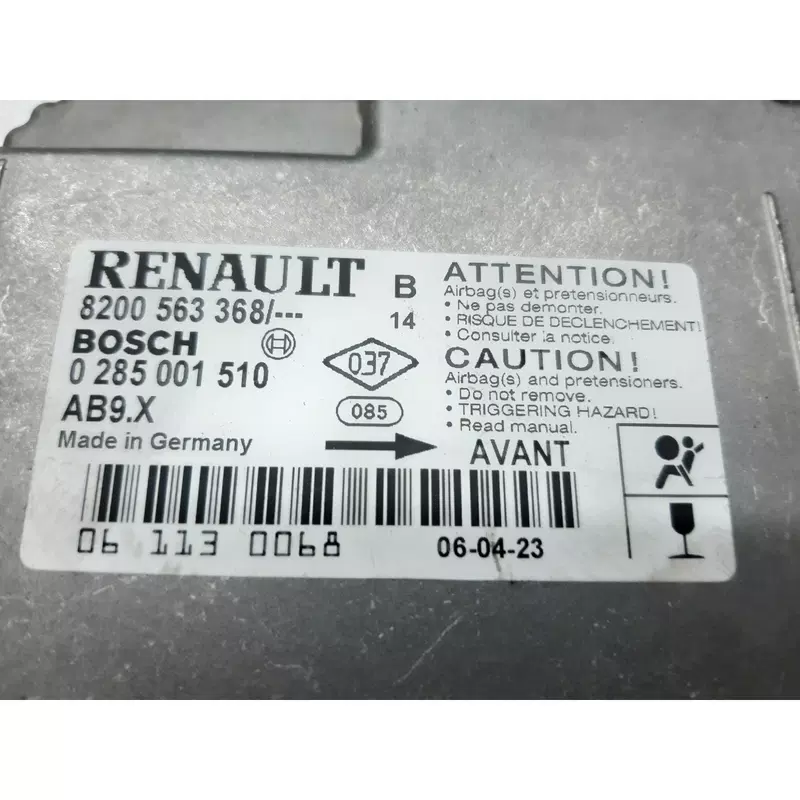 RENAULT
8200 563 368/---
BOSCH
0 285 001 510
AB9.X
Made in Germany
B
14
037
085
AVANT
ATTENTION!
Airbag(s) et pretensionneurs.
• Ne pas demonter.
• RISQUE DE DECLENCHEMENT!
• Consulter la notice.
CAUTION!
Airbag(s) and pretensioners.
• Do not remove.
• TRIGGERING HAZARD!
• Read manual.
06 113 0068
06-04-23